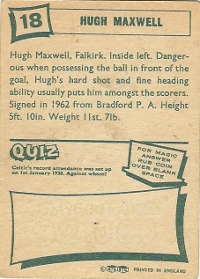 18
HUGH MAXWELL
Hugh Maxwell, Falkirk. Inside left. Danger-
ous when possessing the ball in front of the
goal, Hugh's hard shot and fine heading
ability usually puts him amongst the scorers.
Signed in 1962 from Bradford P. A. Height
5ft. 10in. Weight 11st. 7lb.
QUIZ
Celtic's record attendance was set up
on 1st January 1938. Against whom?
FOR MAGIC
ANSWER
RUB COIN
OVER BLANK
SPACE
©
PRINTED IN ENGLAND